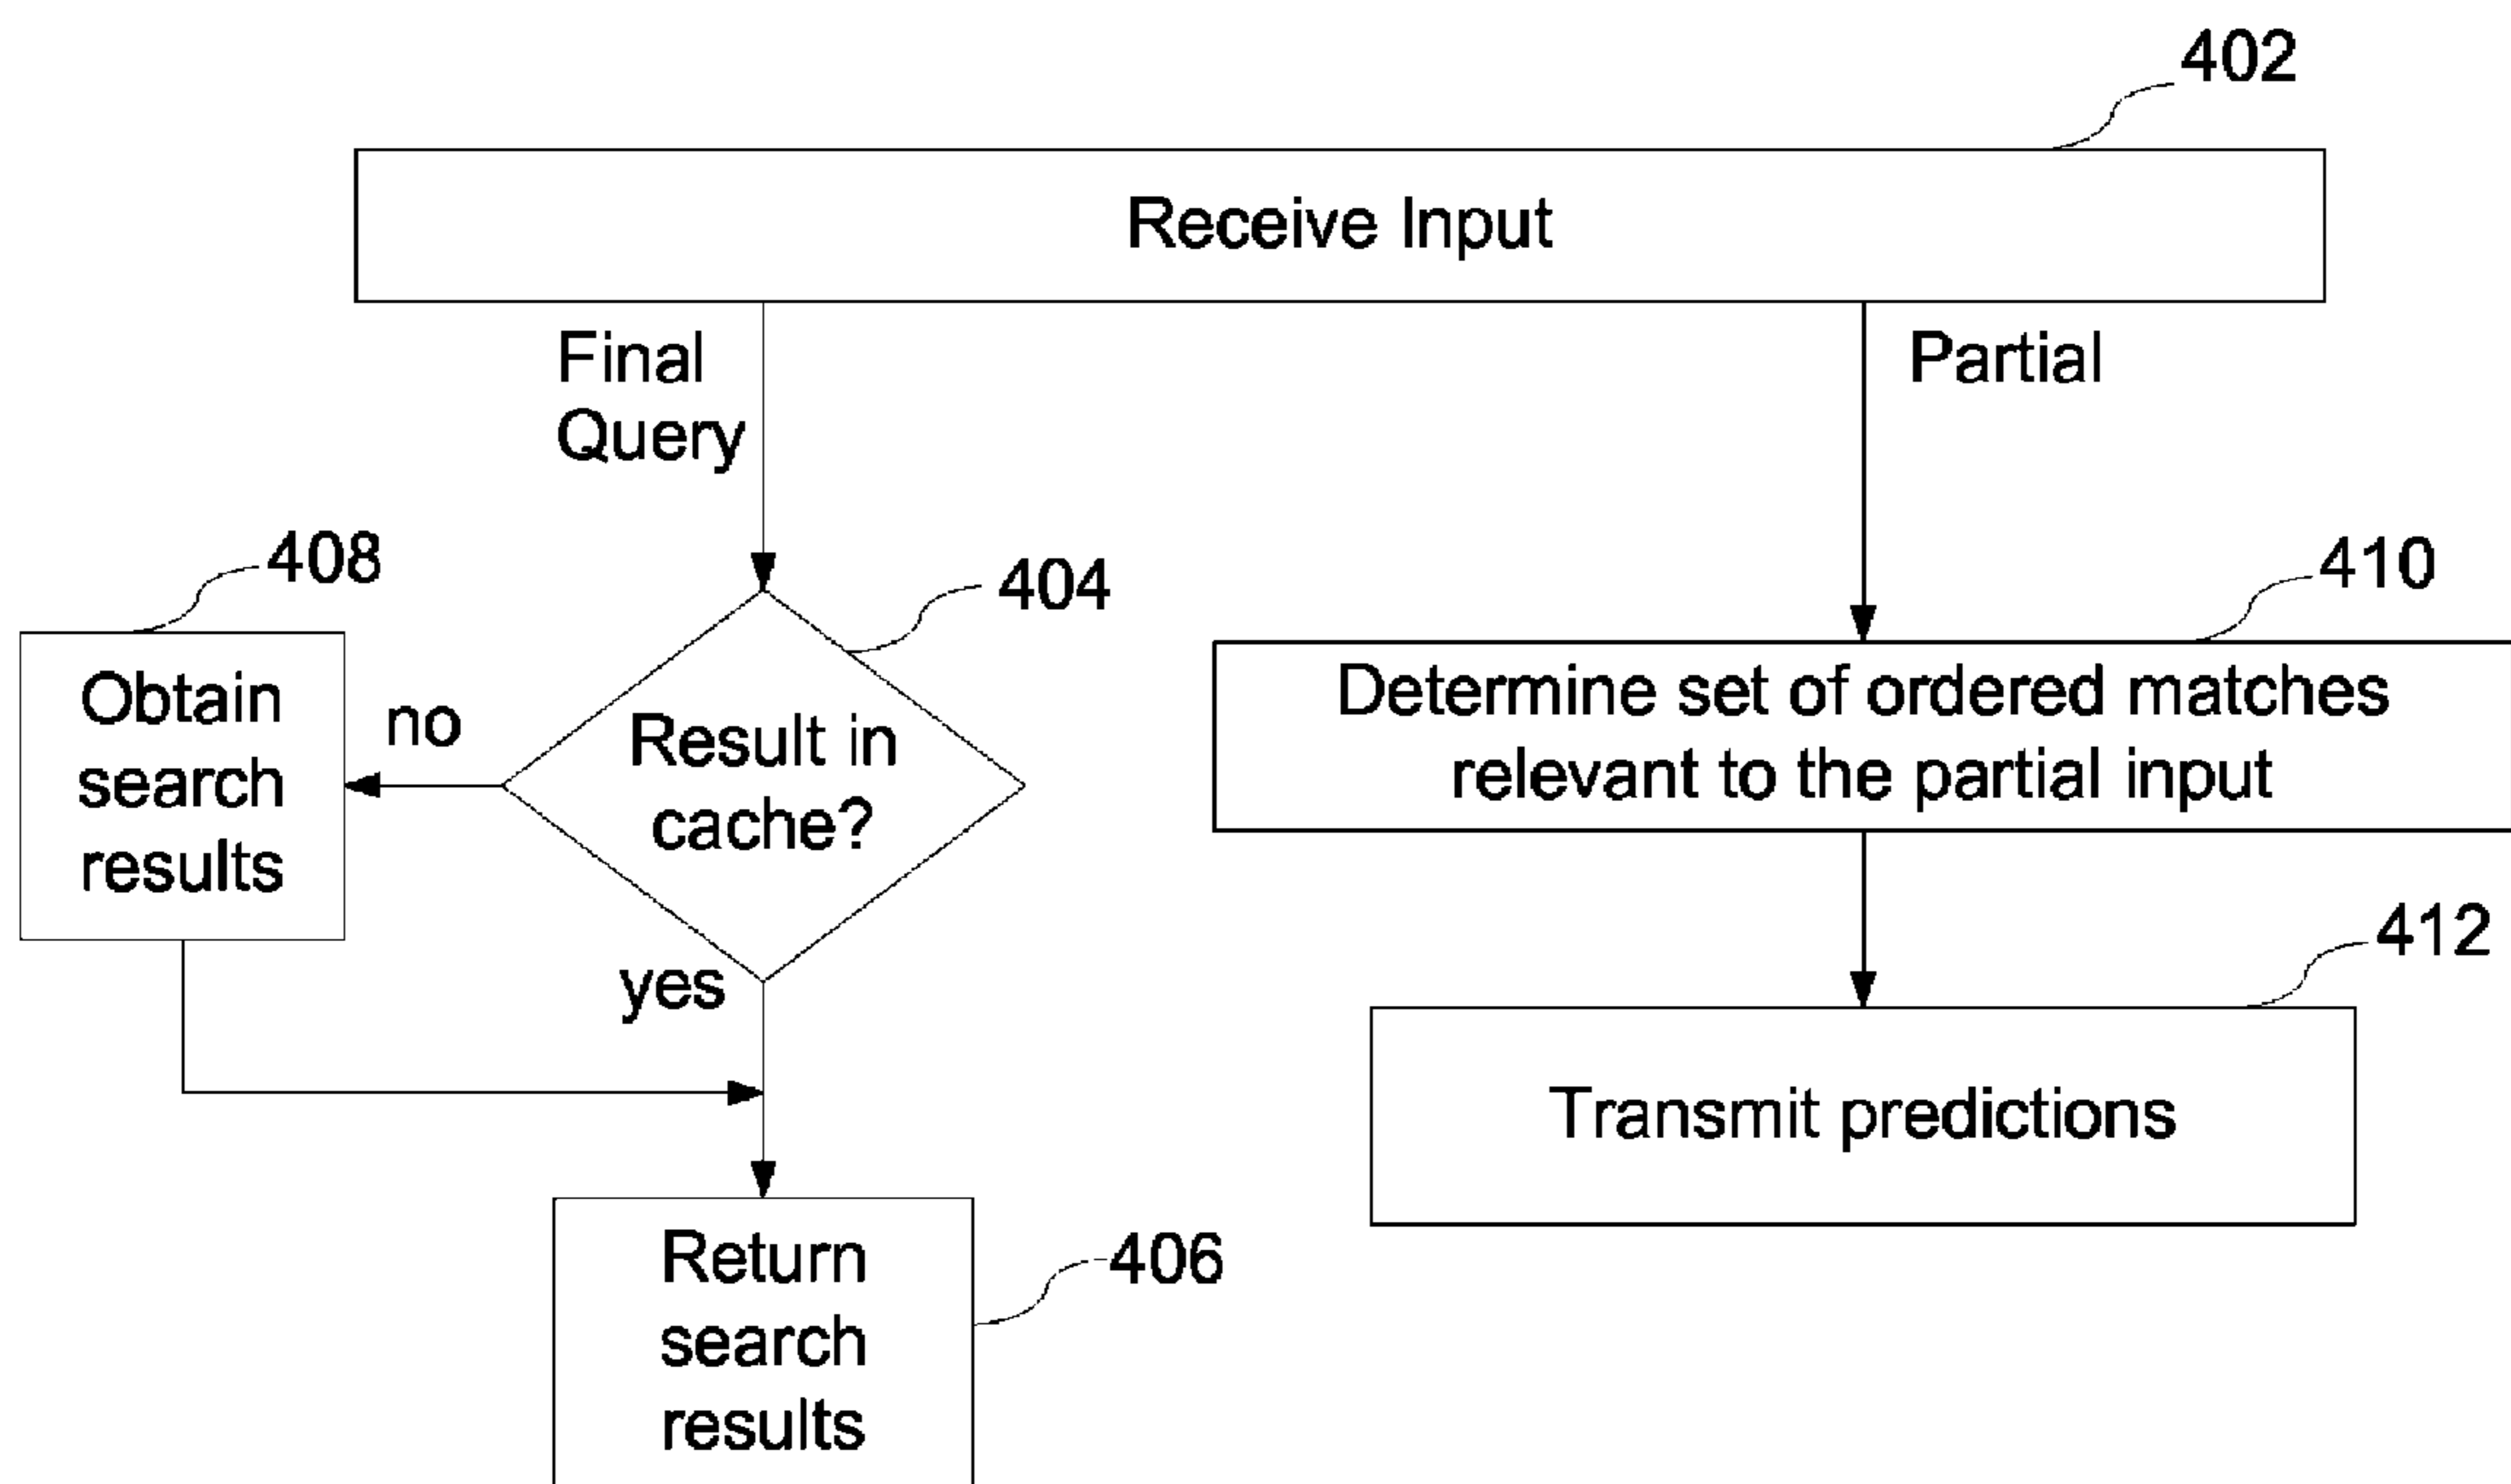 402
Receive Input
Final
Query
Partial
408
404
410
Obtain
search
results
no
Result in
cache?
Determine set of ordered matches
relevant to the partial input
yes
412
Transmit predictions
Return
search
results
406